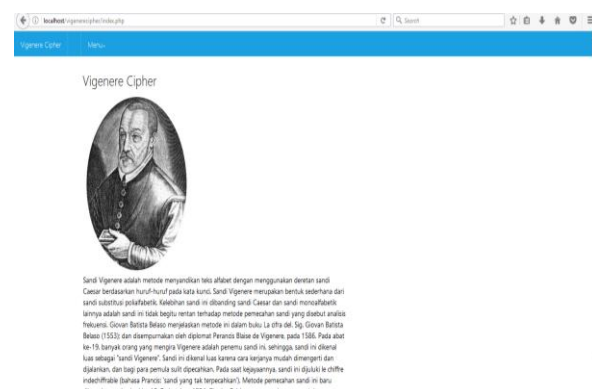 localhost/vigenerecipher/index.php
Search
Vigenere Cipher Menu
Vigenere Cipher
Sandi Vigenere adalah metode menyandikan teks alfabet dengan menggunakan deretan sandi
Caesar berdasarkan huruf-huruf pada kata kunci. Sandi Vigenere merupakan bentuk sederhana dari
sandi substitusi polialfabetik. Kelebihan sandi ini dibanding sandi Caesar dan sandi monoalfabetik
lainnya adalah sandi ini tidak begitu rentan terhadap metode pemecahan sandi yang disebut analisis
frekuensi. Giovan Batista Belaso menjelaskan metode ini dalam buku La cifra del. Sig. Giovan Batista
Belaso (1553); dan disempurnakan oleh diplomat Perancis Blaise de Vigenere, pada 1586. Pada abad
ke-19, banyak orang yang mengira Vigenere adalah penemu sandi ini, sehingga, sandi ini dikenal
luas sebagai "sandi Vigenere". Sandi ini dikenal luas karena cara kerjanya mudah dimengerti dan
dijalankan, dan bagi para pemula sulit dipecahkan. Pada saat kejayaannya, sandi ini dijuluki le chiffre
indechiffrable (bahasa Prancis: 'sandi yang tak terpecahkan'). Metode pemecahan sandi ini baru